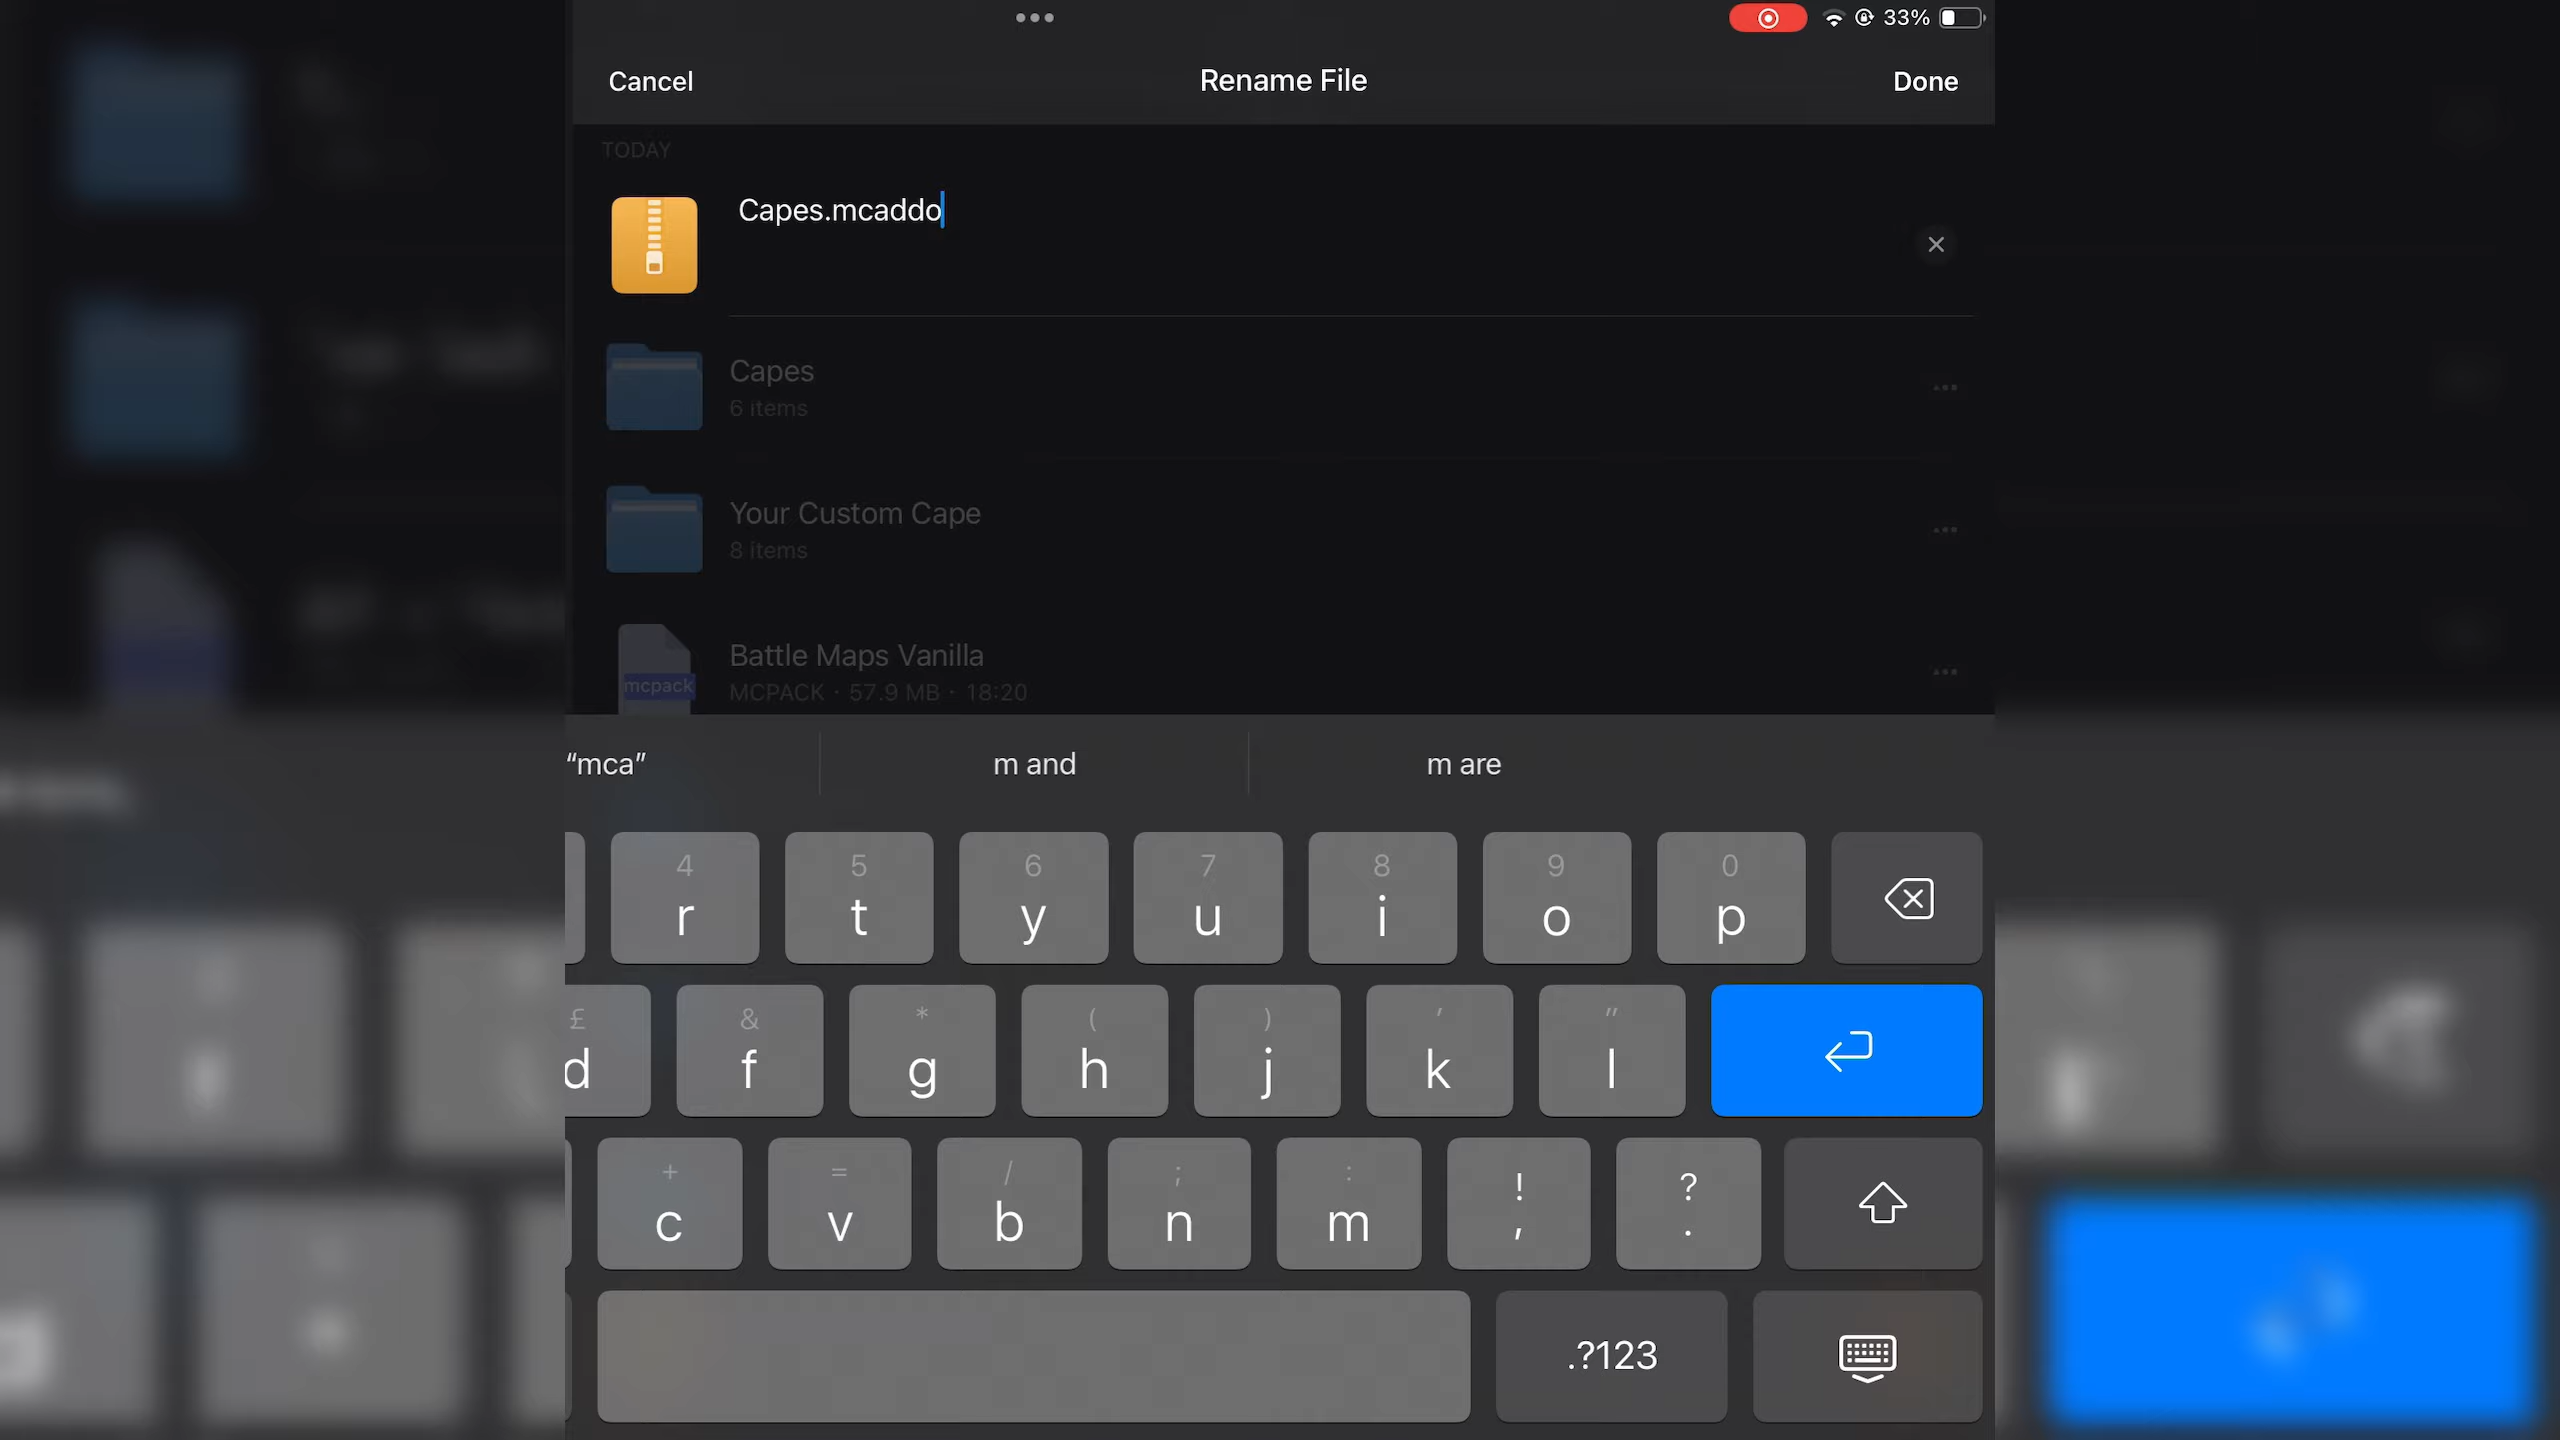 33%
Cancel
Rename File
Done
TODAY
Capes.mcaddo
Capes
6 items
Your Custom Cape
8 items
mcpack
Battle Maps Vanilla
MCPACK · 57.9 MB · 18:20
“mca”
m and
m are
4 5 6 7 8 9 0
r t y u i o p
£ & * ( ) ' "
d f g h j k l
+ = / ; : ! ?
c v b n m , .
.?123